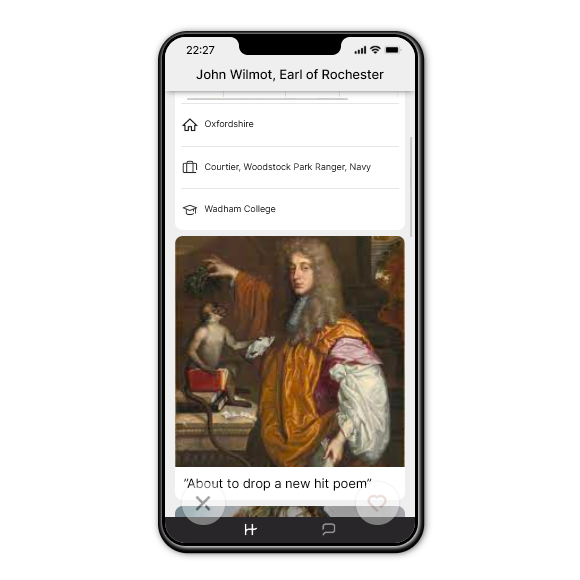 22:27
John Wilmot, Earl of Rochester
Oxfordshire
Courtier, Woodstock Park Ranger, Navy
Wadham College
“About to drop a new hit poem”